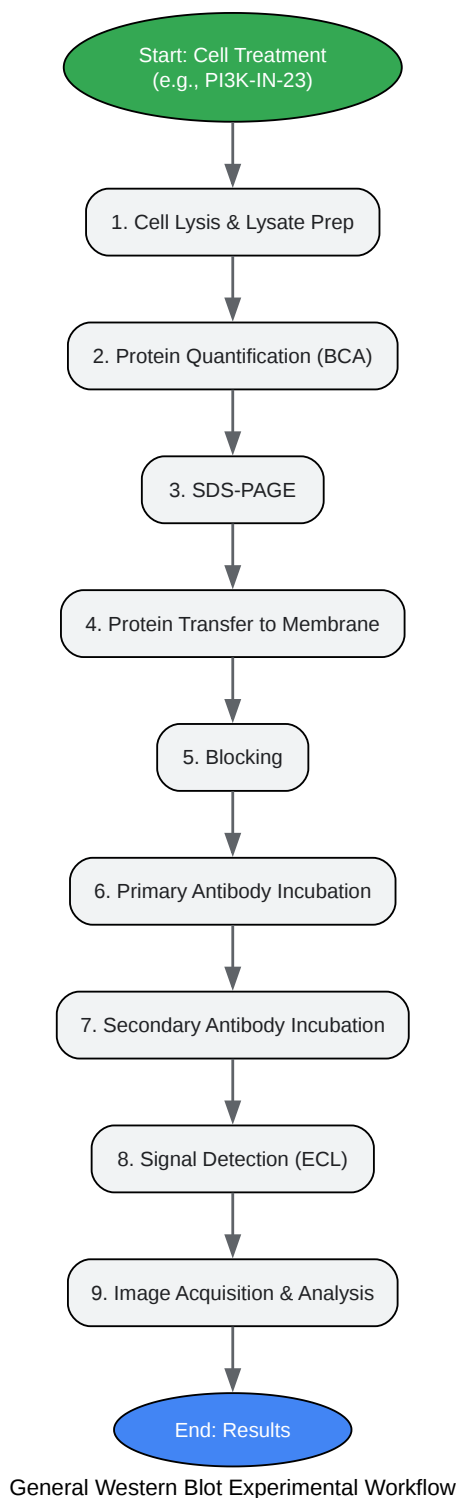 Start: Cell Treatment
(e.g., PI3K-IN-23)
1. Cell Lysis & Lysate Prep
2. Protein Quantification (BCA)
3. SDS-PAGE
4. Protein Transfer to Membrane
5. Blocking
6. Primary Antibody Incubation
7. Secondary Antibody Incubation
8. Signal Detection (ECL)
9. Image Acquisition & Analysis
End: Results
General Western Blot Experimental Workflow